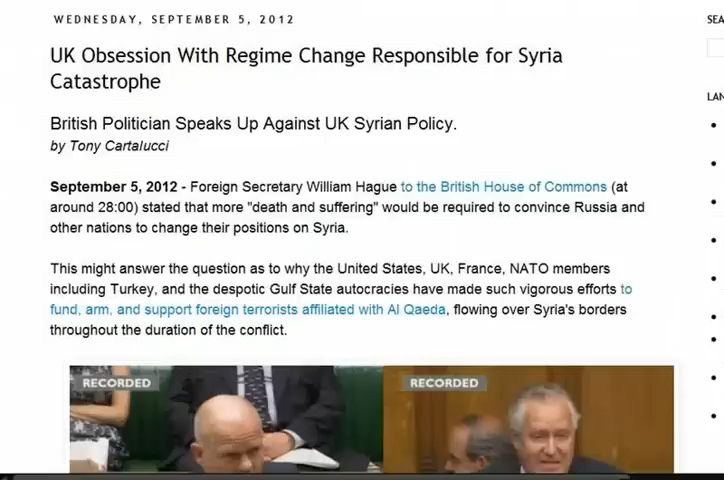 WEDNESDAY, SEPTEMBER 5, 2012
UK Obsession With Regime Change Responsible for Syria
Catastrophe
British Politician Speaks Up Against UK Syrian Policy.
by Tony Cartalucci
September 5, 2012 - Foreign Secretary William Hague to the British House of Commons (at
around 28:00) stated that more "death and suffering" would be required to convince Russia and
other nations to change their positions on Syria.
This might answer the question as to why the United States, UK, France, NATO members
including Turkey, and the despotic Gulf State autocracies have made such vigorous efforts to
fund, arm, and support foreign terrorists affiliated with Al Qaeda, flowing over Syria's borders
throughout the duration of the conflict.
RECORDED
RECORDED
SEA
LAN